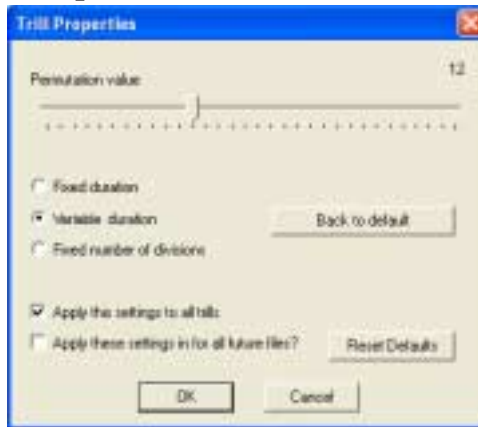 Trill Properties
12
Permutation value
Fixed duration
Variable duration
Back to default
Fixed number of divisions
Apply this settings to all trills
Apply these settings in for all future files?
Reset Defaults
OK
Cancel